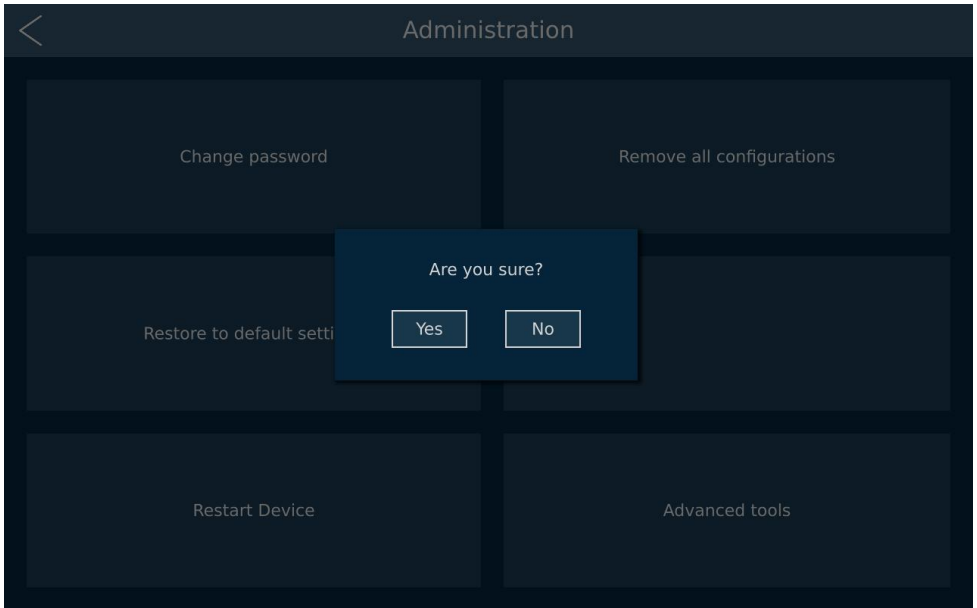 Administration
Change password
Remove all configurations
Are you sure?
Yes
No
Restore to default setti
Restart Device
Advanced tools